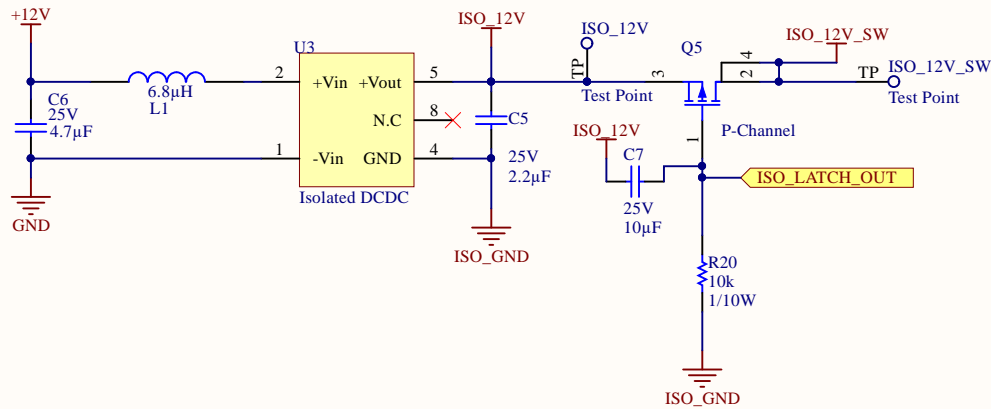 +12V
ISO_12V
ISO_12V
ISO_12V_SW
U3
Q5
2
+Vin
+Vout
5
TP
3
4
2
TP
ISO_12V_SW
6.8µH
L1
Test Point
Test Point
C6
25V
4.7µF
N.C
8
C5
ISO_12V
1
P-Channel
C7
1
-Vin
GND
4
25V
2.2µF
ISO_LATCH_OUT
Isolated DCDC
25V
10µF
GND
ISO_GND
R20
10k
1/10W
ISO_GND